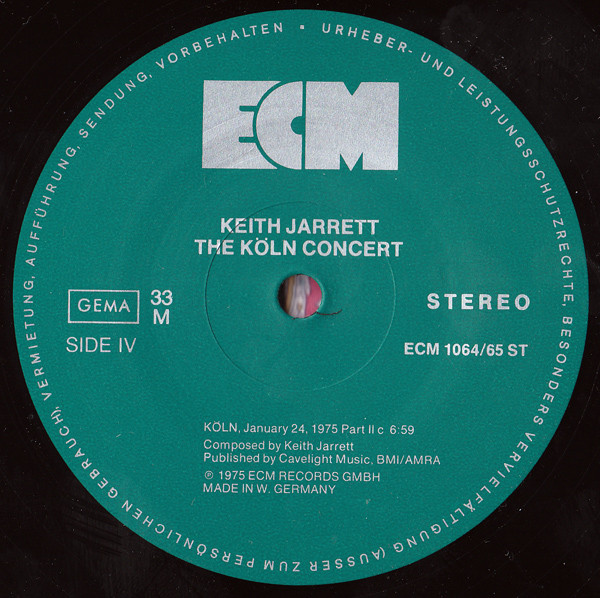 URHEBER- UND LEISTUNGSSCHUTZRECHTE, BESONDERS VERVIELFÄLTIGUNG (AUSSER ZUM PERSÖNLICHEN GEBRAUCH), VERMIETUNG, AUFFÜHRUNG, SENDUNG, VORBEHALTEN •
ECM
KEITH JARRETT
THE KÖLN CONCERT
GEMA 33 M
STEREO
SIDE IV
ECM 1064/65 ST
KÖLN, January 24, 1975 Part II c 6:59
Composed by Keith Jarrett
Published by Cavelight Music, BMI/AMRA
℗ 1975 ECM RECORDS GMBH
MADE IN W. GERMANY